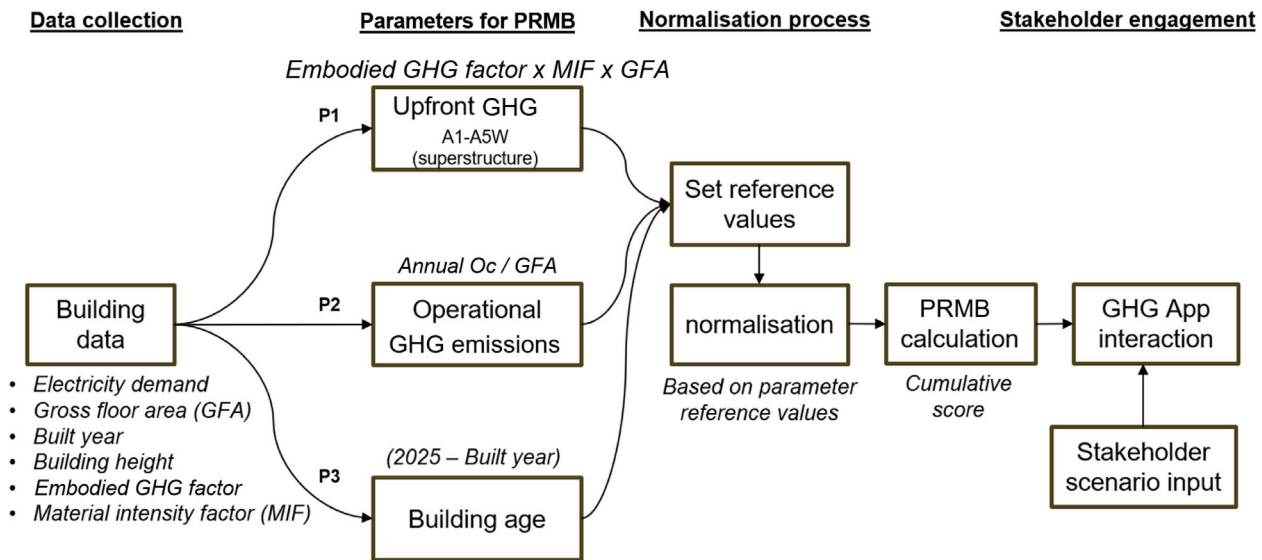 Data collection
Parameters for PRMB
Normalisation process
Stakeholder engagement
Embodied GHG factor x MIF x GFA
P1
Upfront GHG
A1-A5W
(superstructure)
Set reference
values
Annual Oc / GFA
P2
Operational
GHG emissions
Building
data
normalisation
PRMB
calculation
GHG App
interaction
Based on parameter
reference values
Cumulative
score
• Electricity demand
• Gross floor area (GFA)
• Built year
• Building height
• Embodied GHG factor
• Material intensity factor (MIF)
(2025 – Built year)
P3
Building age
Stakeholder
scenario input